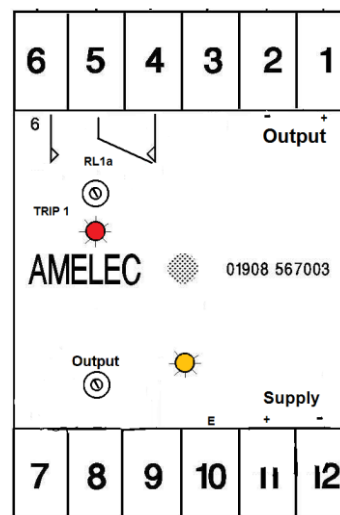 6 5 4 3 2 1
- +
6 Output
RL1a
TRIP 1
AMELEC 01908 567003
Output
Supply
E + -
7 8 9 10 11 12